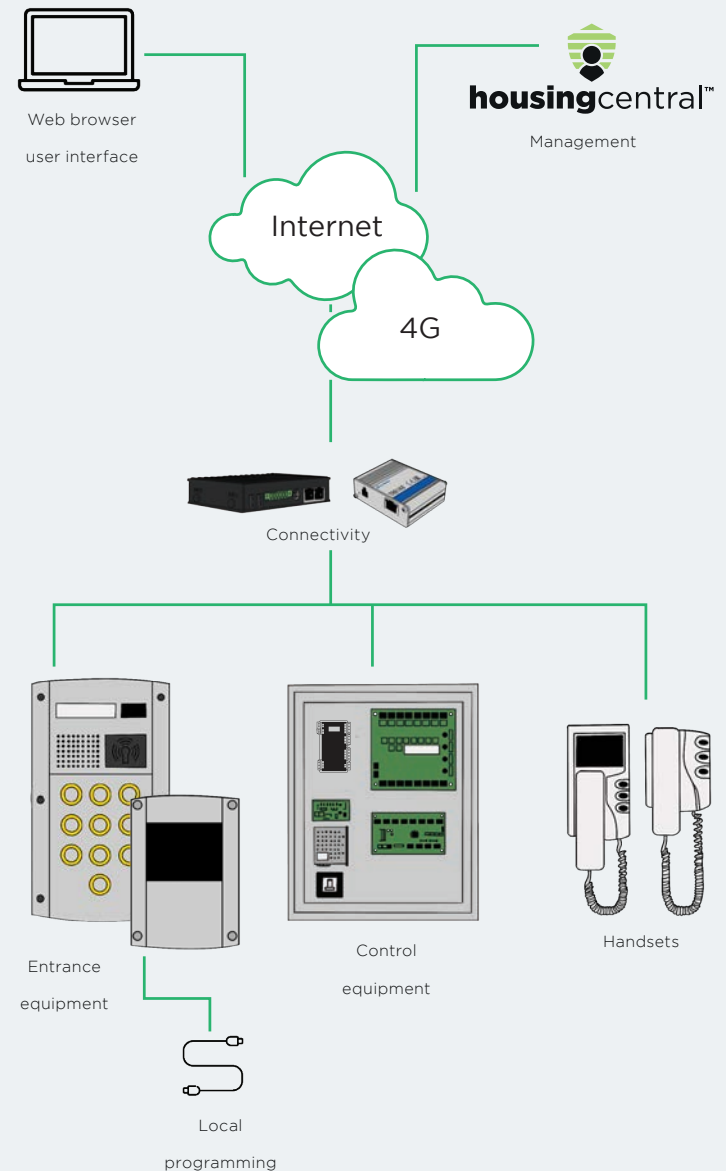 Web browser
user interface
housingcentral™
Management
Internet
4G
Connectivity
Entrance
equipment
Control
equipment
Handsets
Local
programming